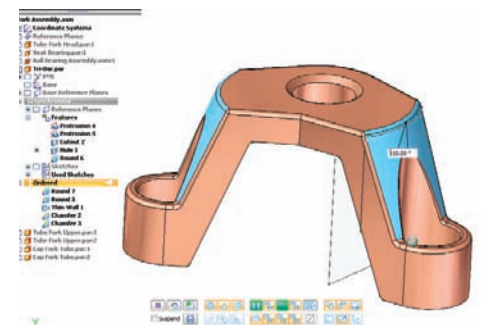 Fork Assembly.asm
Coordinate Systems
Reference Planes
Tube Fork Head.par:1
Seat Bearing.par:1
Ball Bearing Assembly.asm:1
Tri-Bar.par
Base
Base Reference Planes
Reference Planes
Features
Protrusion 4
Protrusion 5
Cutout 2
Hole 1
Round 6
Sketches
Used Sketches
Ordered
Round 7
Round 8
Thin Wall 1
Chamfer 2
Chamfer 3
Tube Fork Upper.par:1
Tube Fork Upper.par:2
Cap Fork Tube.par:1
Cap Fork Tube.par:2
Suspend
Y